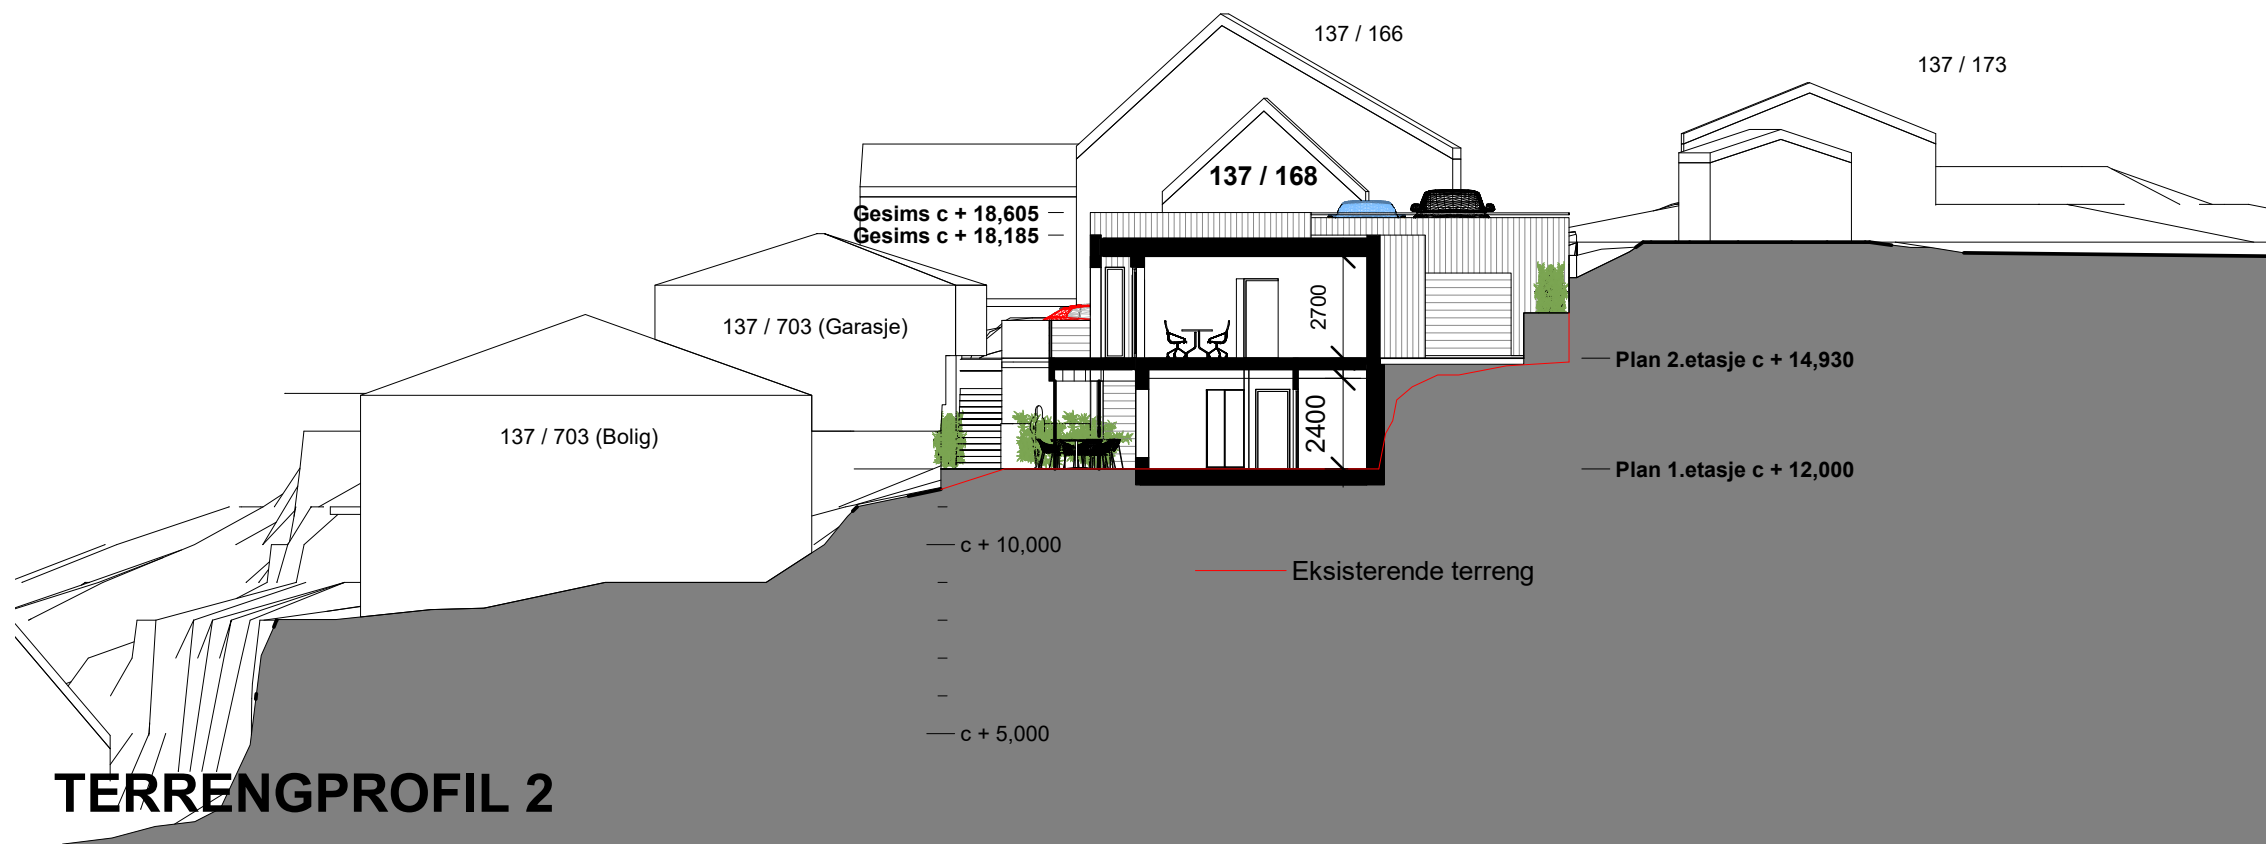 137 / 166
137 / 173
137 / 168
Gesims c + 18,605
Gesims c + 18,185
2700
137 / 703 (Garasje)
Plan 2.etasje c + 14,930
137 / 703 (Bolig)
2400
Plan 1.etasje c + 12,000
c + 10,000
Eksisterende terreng
c + 5,000
TERRENGPROFIL 2